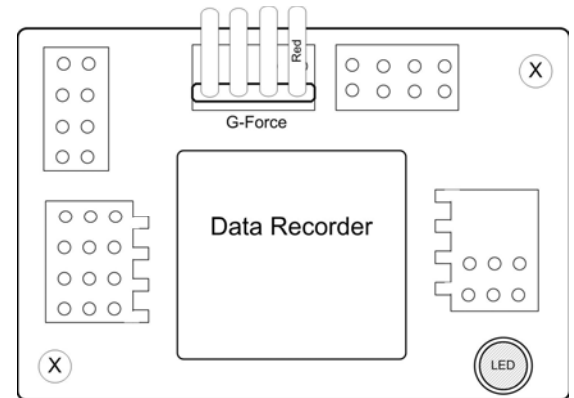 Red
X
G-Force
Data Recorder
X
LED